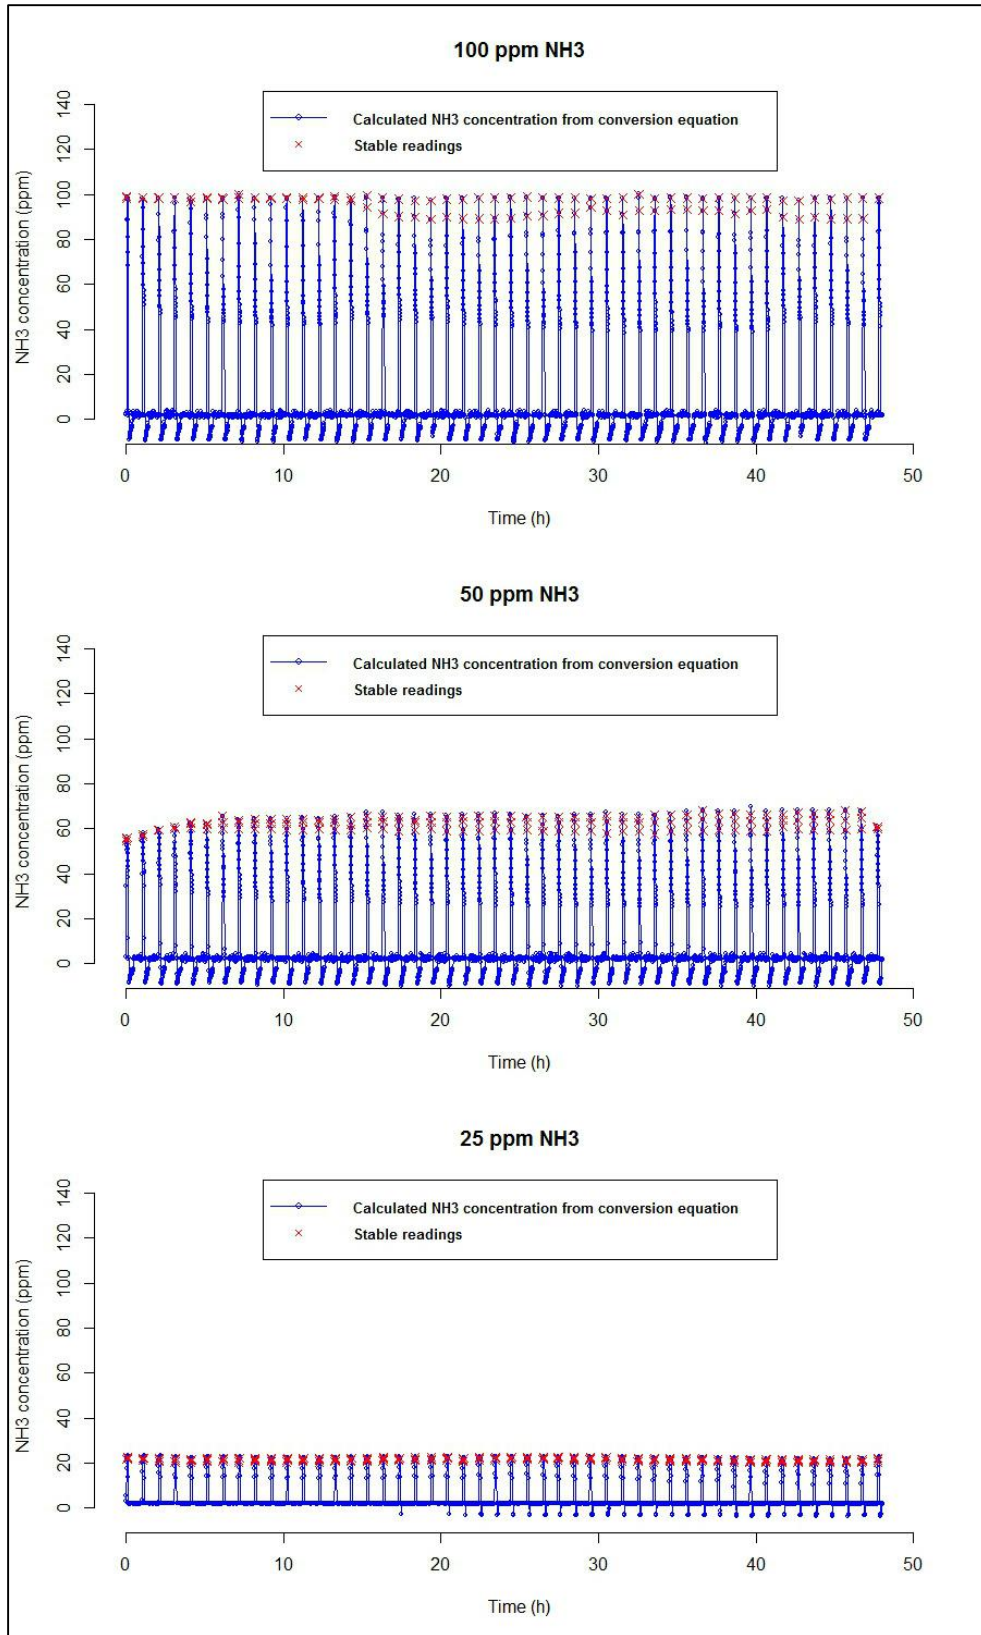 100 ppm NH3
Calculated NH3 concentration from conversion equation
Stable readings
NH3 concentration (ppm)
140
120
100
80
60
40
20
0
0 10 20 30 40 50
Time (h)
50 ppm NH3
Calculated NH3 concentration from conversion equation
Stable readings
NH3 concentration (ppm)
140
120
100
80
60
40
20
0
0 10 20 30 40 50
Time (h)
25 ppm NH3
Calculated NH3 concentration from conversion equation
Stable readings
NH3 concentration (ppm)
140
120
100
80
60
40
20
0
0 10 20 30 40 50
Time (h)